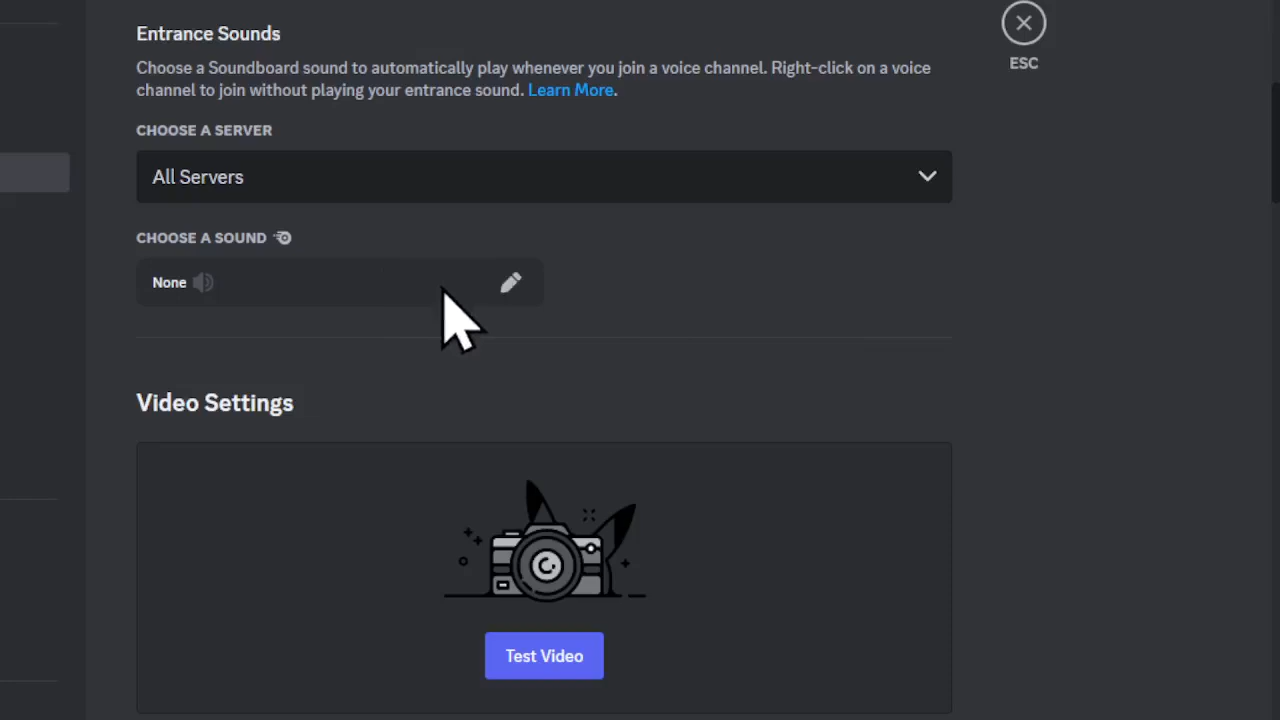 Entrance Sounds
ESC
Choose a Soundboard sound to automatically play whenever you join a voice channel. Right-click on a voice
channel to join without playing your entrance sound. Learn More.
CHOOSE A SERVER
All Servers
CHOOSE A SOUND
None
Video Settings
Test Video